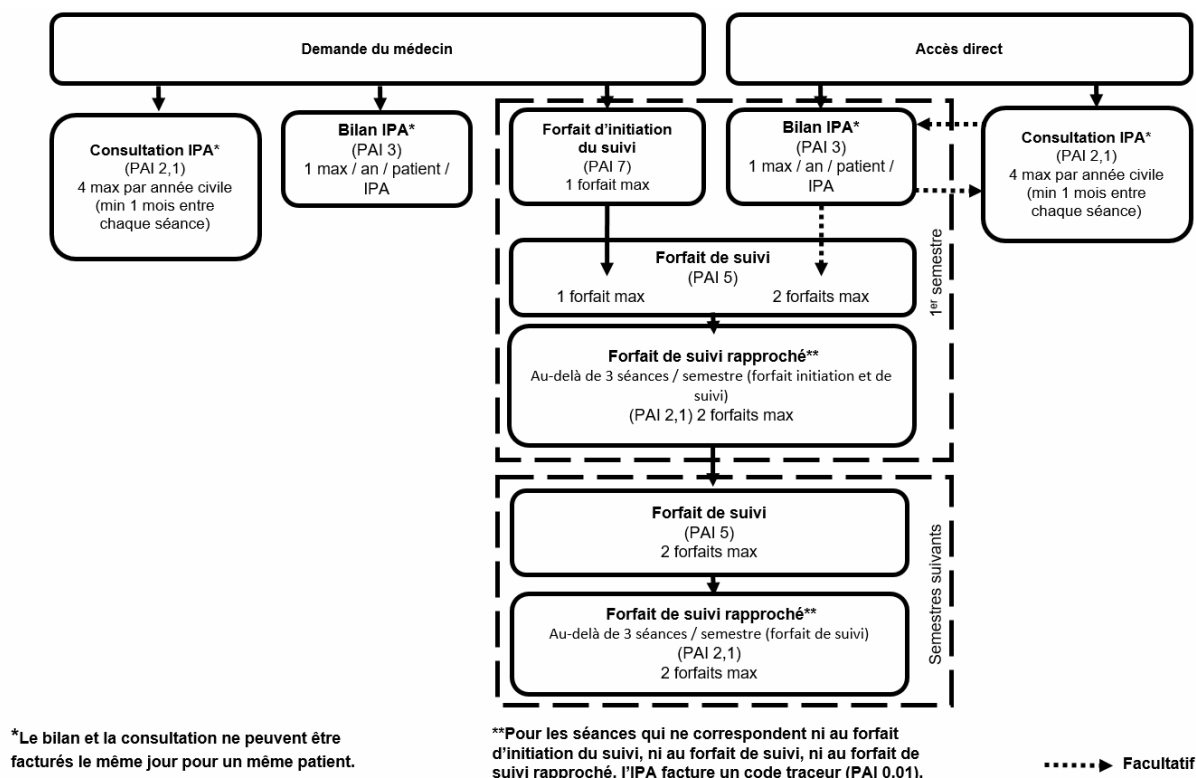 Demande du médecin
Accès direct
Consultation IPA*
(PAI 2,1)
4 max par année civile
(min 1 mois entre
chaque séance)
Bilan IPA*
(PAI 3)
1 max / an / patient /
IPA
Forfait d'initiation
du suivi
(PAI 7)
1 forfait max
Bilan IPA*
(PAI 3)
1 max / an / patient /
IPA
Consultation IPA*
(PAI 2,1)
4 max par année civile
(min 1 mois entre
chaque séance)
Forfait de suivi
(PAI 5)
1 forfait max
2 forfaits max
1er semestre
Forfait de suivi rapproché**
Au-delà de 3 séances / semestre (forfait initiation et de
suivi)
(PAI 2,1) 2 forfaits max
Forfait de suivi
(PAI 5)
2 forfaits max
Semestres suivants
Forfait de suivi rapproché**
Au-delà de 3 séances / semestre (forfait de suivi)
(PAI 2,1)
2 forfaits max
*Le bilan et la consultation ne peuvent être
facturés le même jour pour un même patient.
**Pour les séances qui ne correspondent ni au forfait
d'initiation du suivi, ni au forfait de suivi, ni au forfait de
suivi rapproché, l'IPA facture un code traceur (PAI 0,01).
Facultatif